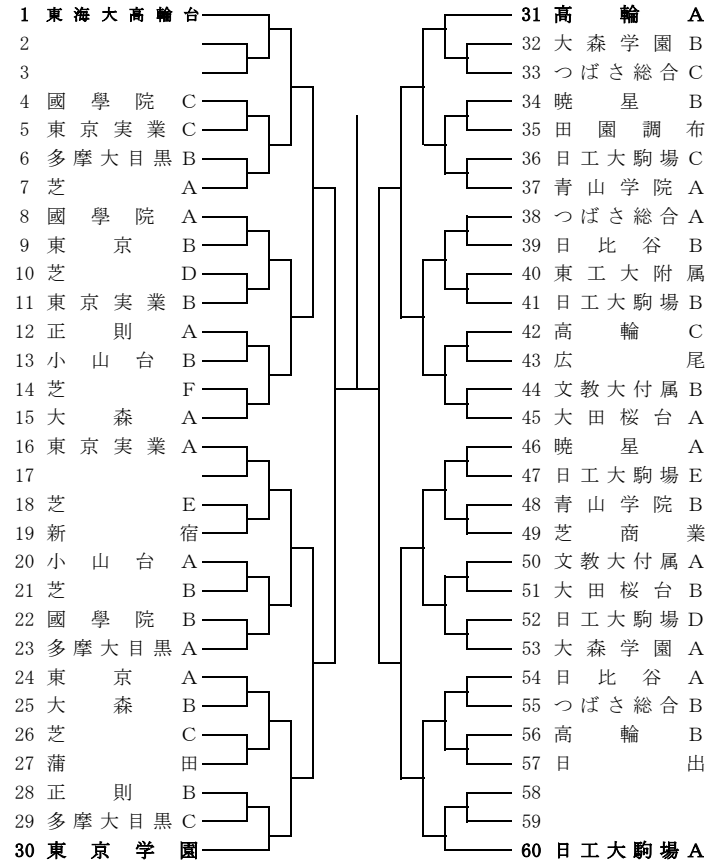 1 東海大高輪台
2
3
4 國學院 C
5 東京実業 C
6 多摩大目黒 B
7 芝 A
8 國學院 A
9 東京 B
10 芝 D
11 東京実業 B
12 正則 A
13 小山台 B
14 芝 F
15 大森 A
16 東京実業 A
17
18 芝 E
19 新宿
20 小山台 A
21 芝 B
22 國學院 B
23 多摩大目黒 A
24 東京 A
25 大森 B
26 芝 C
27 蒲田
28 正則 B
29 多摩大目黒 C
30 東京学園
31 高輪 A
32 大森学園 B
33 つばさ総合 C
34 暁星 B
35 田園調布
36 日工大駒場 C
37 青山学院 A
38 つばさ総合 A
39 日比谷 B
40 東工大附属
41 日工大駒場 B
42 高輪 C
43 広尾
44 文教大付属 B
45 大田桜台 A
46 暁星 A
47 日工大駒場 E
48 青山学院 B
49 芝商業
50 文教大付属 A
51 大田桜台 B
52 日工大駒場 D
53 大森学園 A
54 日比谷 A
55 つばさ総合 B
56 高輪 B
57 日出
58
59
60 日工大駒場 A